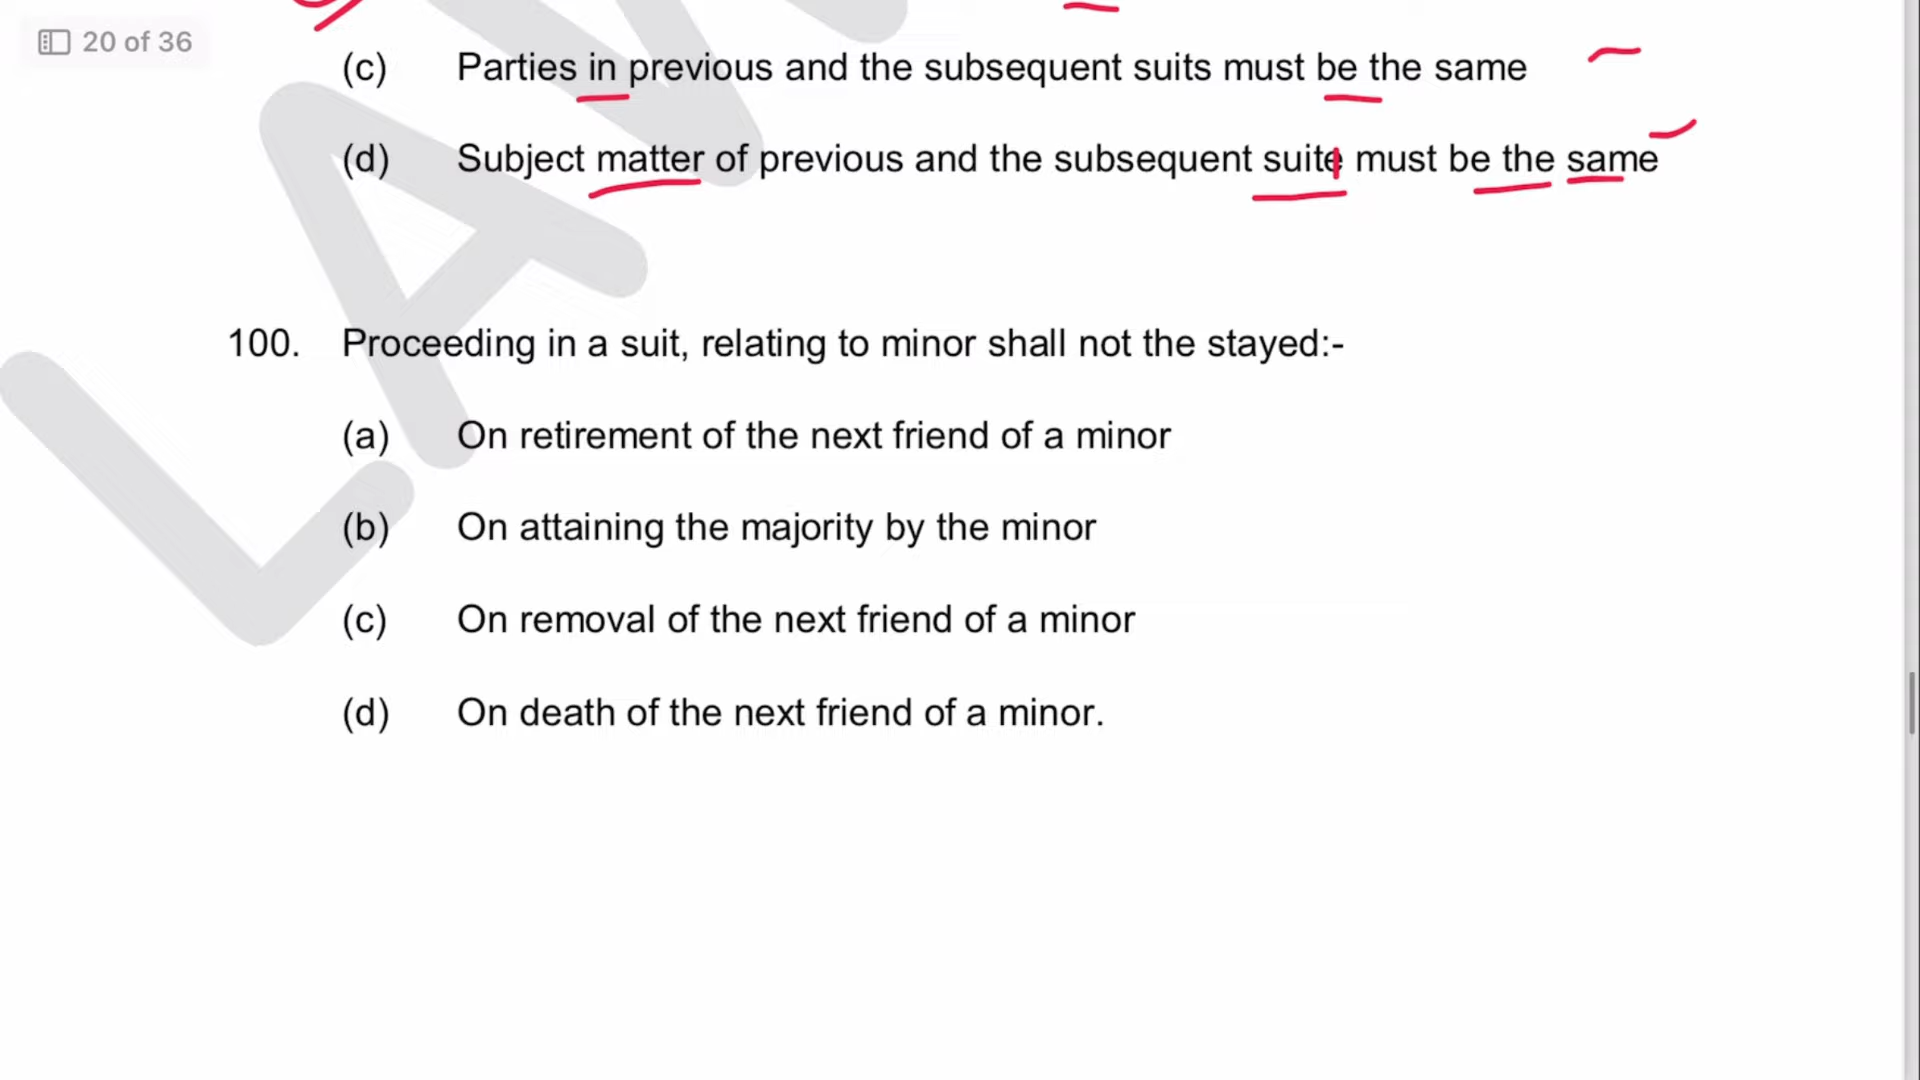 20 of 36
(c) Parties in previous and the subsequent suits must be the same
(d) Subject matter of previous and the subsequent suite must be the same
100. Proceeding in a suit, relating to minor shall not the stayed:-
(a) On retirement of the next friend of a minor
(b) On attaining the majority by the minor
(c) On removal of the next friend of a minor
(d) On death of the next friend of a minor.